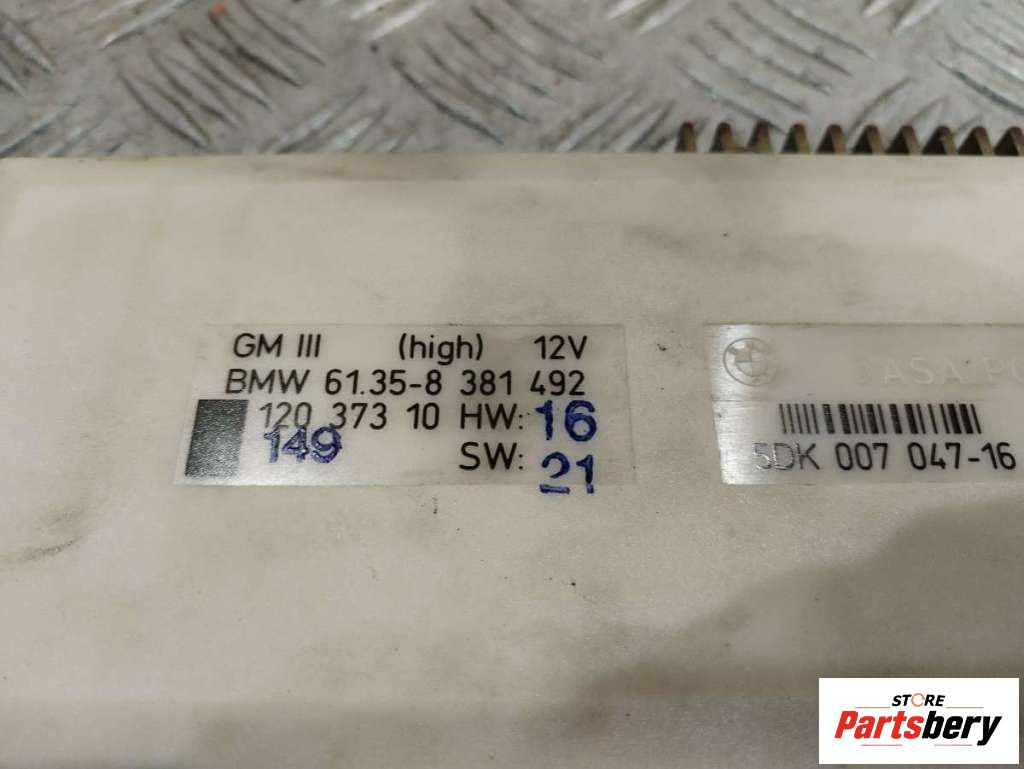 GM III (high) 12V
BMW 61.35-8 381 492
120 373 10 HW: 16
149 SW: 21
5DK 007 047-16
STORE
Partsbery